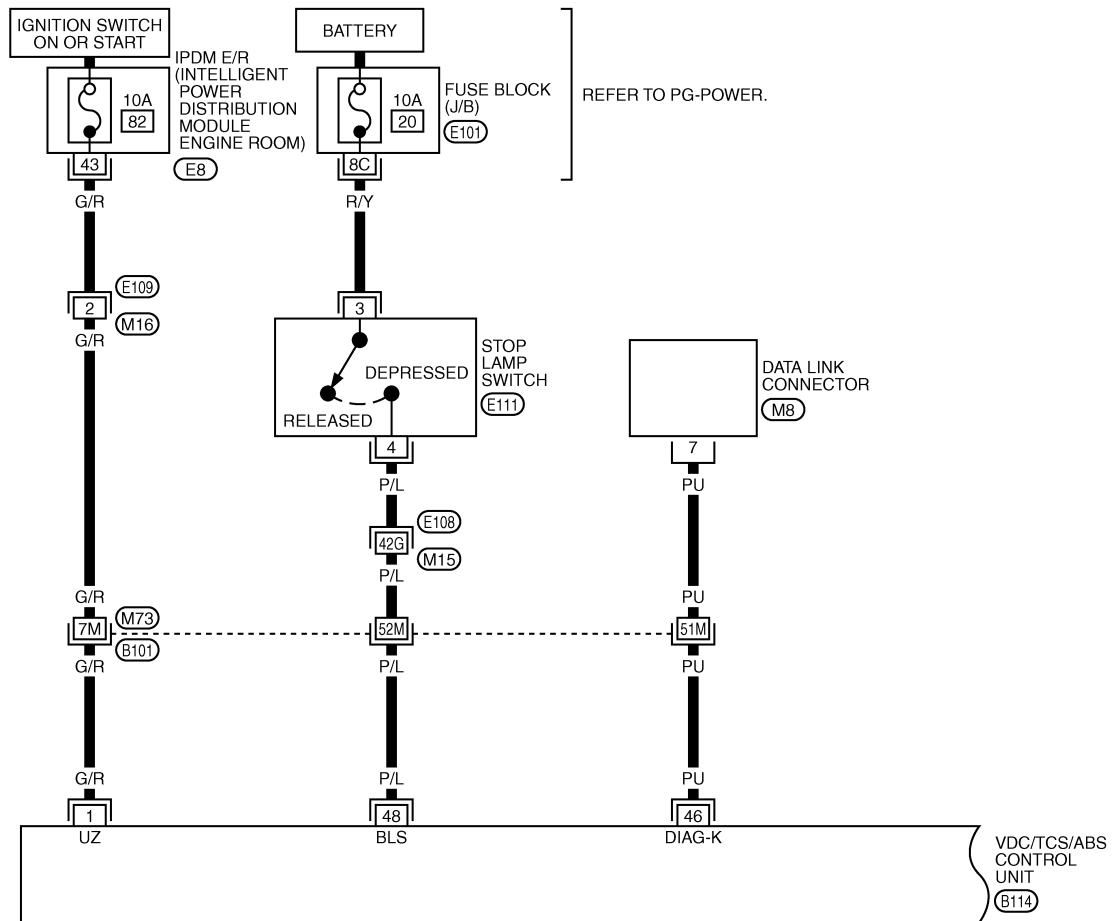 IGNITION SWITCH
ON OR START
BATTERY
IPDM E/R
(INTELLIGENT
POWER
DISTRIBUTION
MODULE
ENGINE ROOM)
E8
10A
82
43
10A
20
8C
FUSE BLOCK
(J/B)
E101
REFER TO PG-POWER.
G/R
R/Y
2
E109
M16
G/R
3
DEPRESSED
RELEASED
STOP
LAMP
SWITCH
E111
4
DATA LINK
CONNECTOR
M8
7
P/L
PU
42G
E108
M15
P/L
G/R
PU
7M
M73
B101
52M
51M
G/R
P/L
PU
G/R
P/L
PU
1
48
46
UZ
BLS
DIAG-K
VDC/TCS/ABS
CONTROL
UNIT
B114